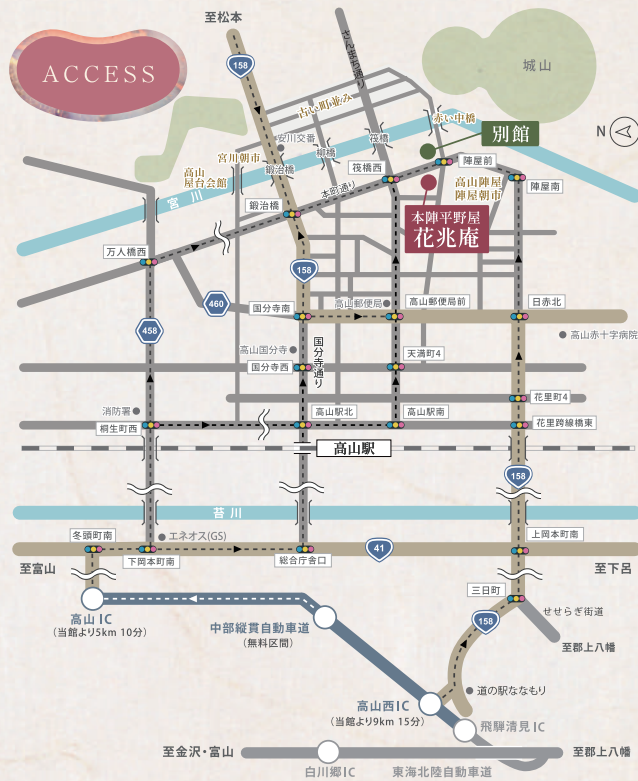 至松本
ACCESS
158
さんまち通り
城山
古い町並み
赤い中橋
別館
N
安川交番
柳橋
筏橋
宮川朝市
鍛治橋
筏橋西
陣屋前
高山
屋台会館
宮川
本町通り
高山陣屋
陣屋朝市
陣屋南
鍛治橋
本陣平野屋
花兆庵
万人橋西
158
460
国分寺南
高山郵便局
高山郵便局前
日赤北
458
高山赤十字病院
高山国分寺
国分寺通り
国分寺西
天満町4
花里町4
消防署
桐生町西
高山駅北
高山駅南
花里跨線橋東
高山駅
158
苔川
冬頭町南
エネオス(GS)
上岡本町南
41
至富山
下岡本町南
総合庁舎口
至下呂
高山IC
(当館より5km 10分)
中部縦貫自動車道
(無料区間)
三日町
せせらぎ街道
158
至郡上八幡
道の駅ななもり
高山西IC
(当館より9km 15分)
飛騨清見IC
至金沢・富山
至郡上八幡
白川郷IC
東海北陸自動車道